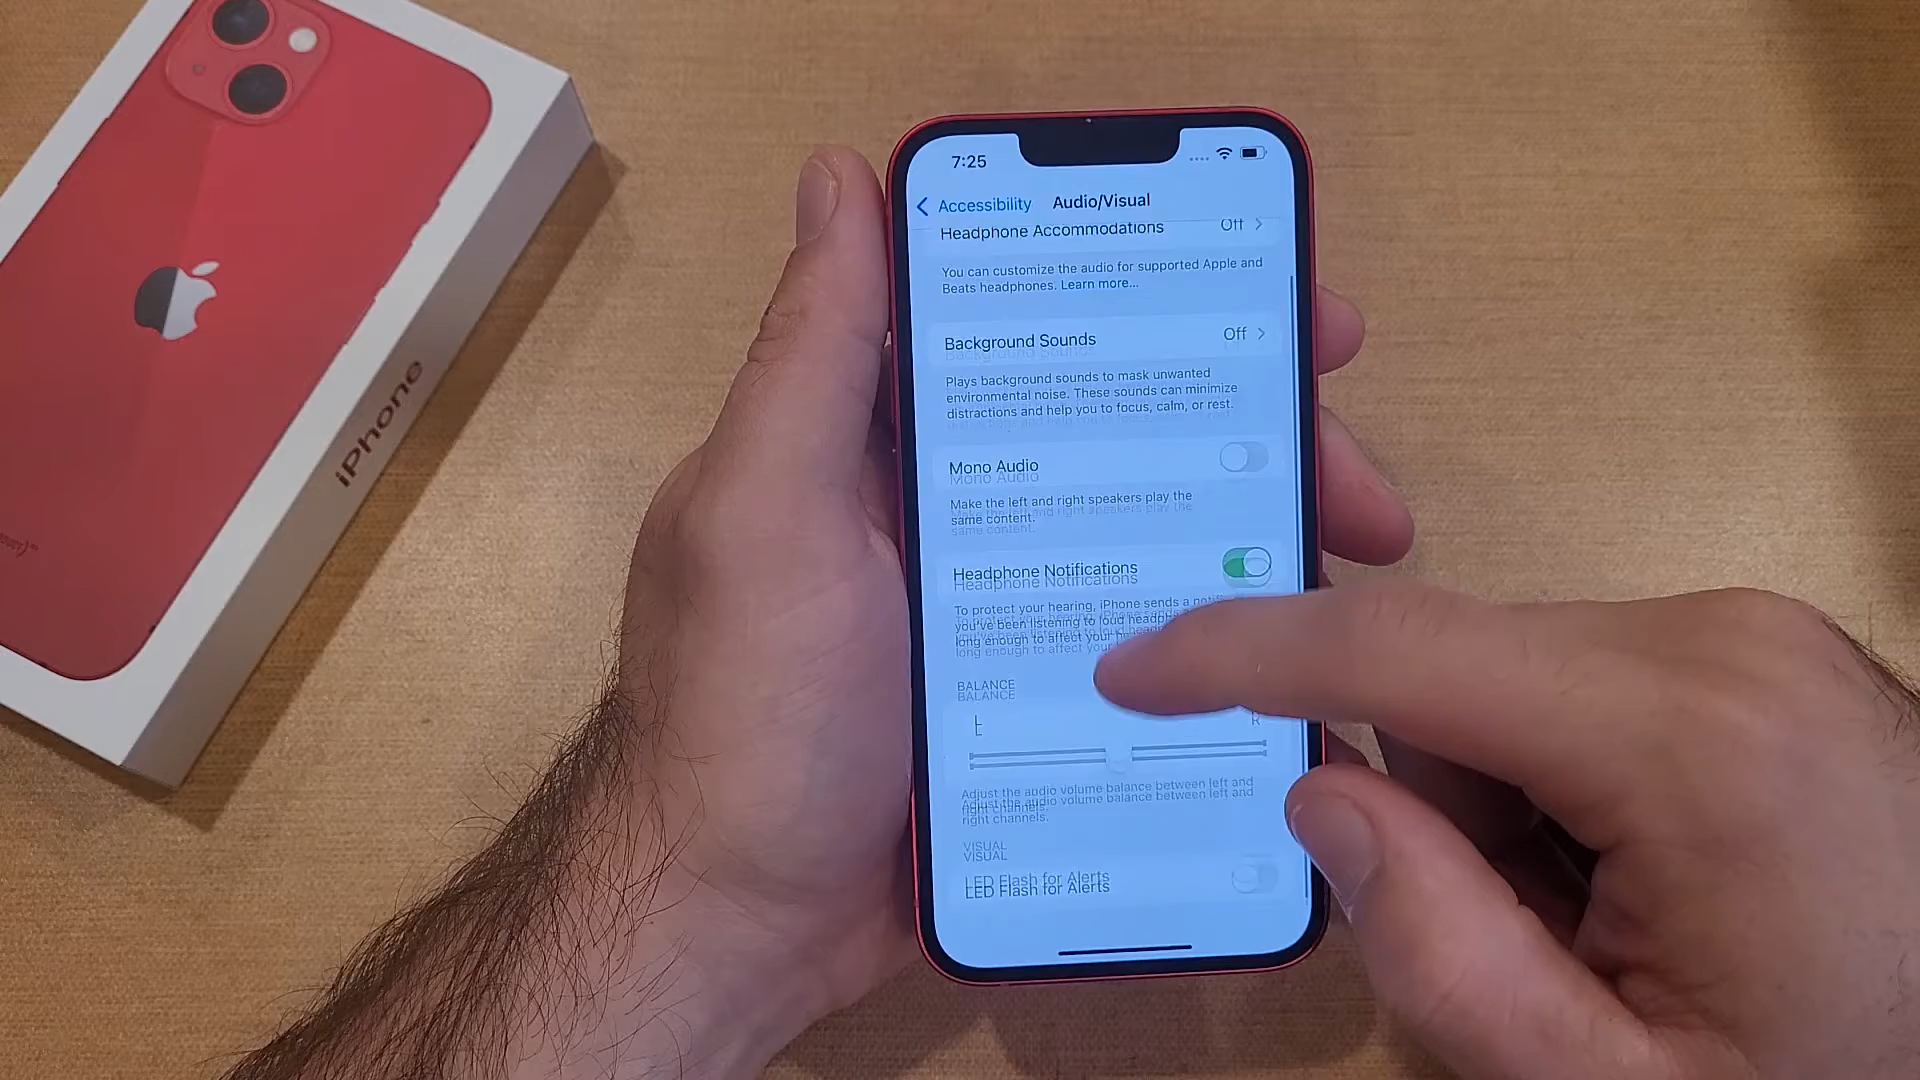 iPhone
7:25
Accessibility Audio/Visual
Headphone Accommodations Off
You can customize the audio for supported Apple and
Beats headphones. Learn more...
Background Sounds Off
Plays background sounds to mask unwanted
environmental noise. These sounds can minimize
distractions and help you to focus, calm, or rest.
Mono Audio
Make the left and right speakers play the
same content.
Headphone Notifications
To protect your hearing, iPhone sends a
you've been listening to loud
long enough to affect your
BALANCE
L R
Adjust the audio volume balance between left and
right channels.
VISUAL
LED Flash for Alerts